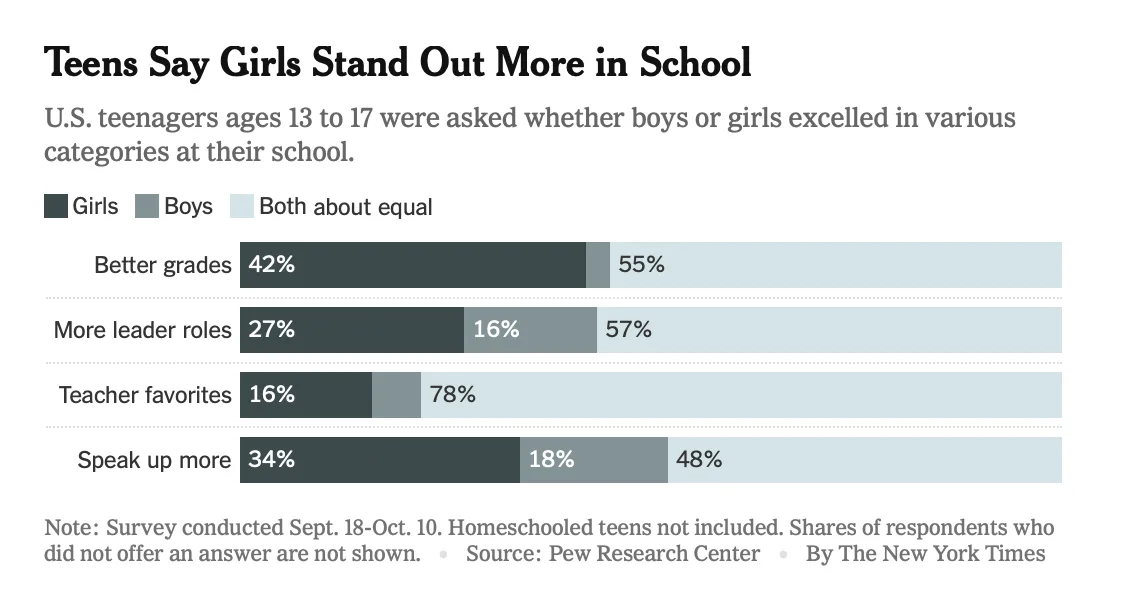 Teens Say Girls Stand Out More in School
U.S. teenagers ages 13 to 17 were asked whether boys or girls excelled in various
categories at their school.
Girls Boys Both about equal
Better grades 42% 55%
More leader roles 27% 16% 57%
Teacher favorites 16% 78%
Speak up more 34% 18% 48%
Note: Survey conducted Sept. 18-Oct. 10. Homeschooled teens not included. Shares of respondents who
did not offer an answer are not shown. • Source: Pew Research Center • By The New York Times